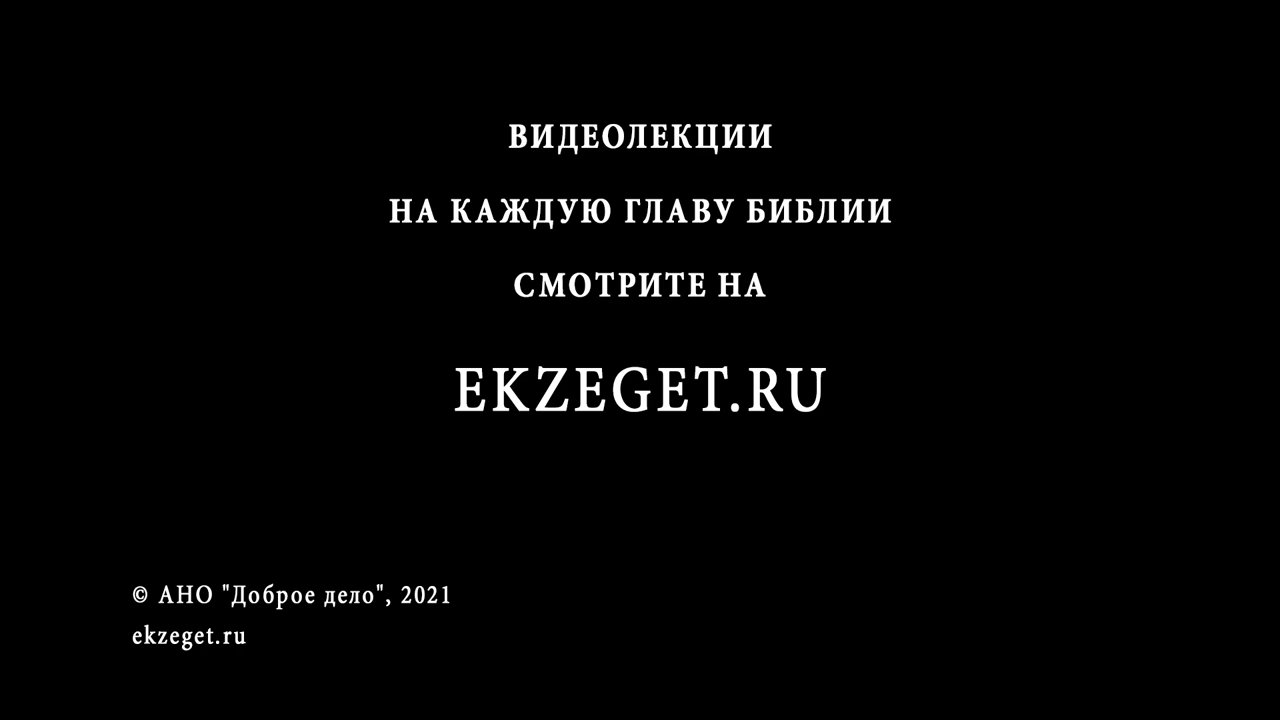 ВИДЕОЛЕКЦИИ
НА КАЖДУЮ ГЛАВУ БИБЛИИ
СМОТРИТЕ НА
EKZEGET.RU
© АНО "Доброе дело", 2021
ekzeget.ru